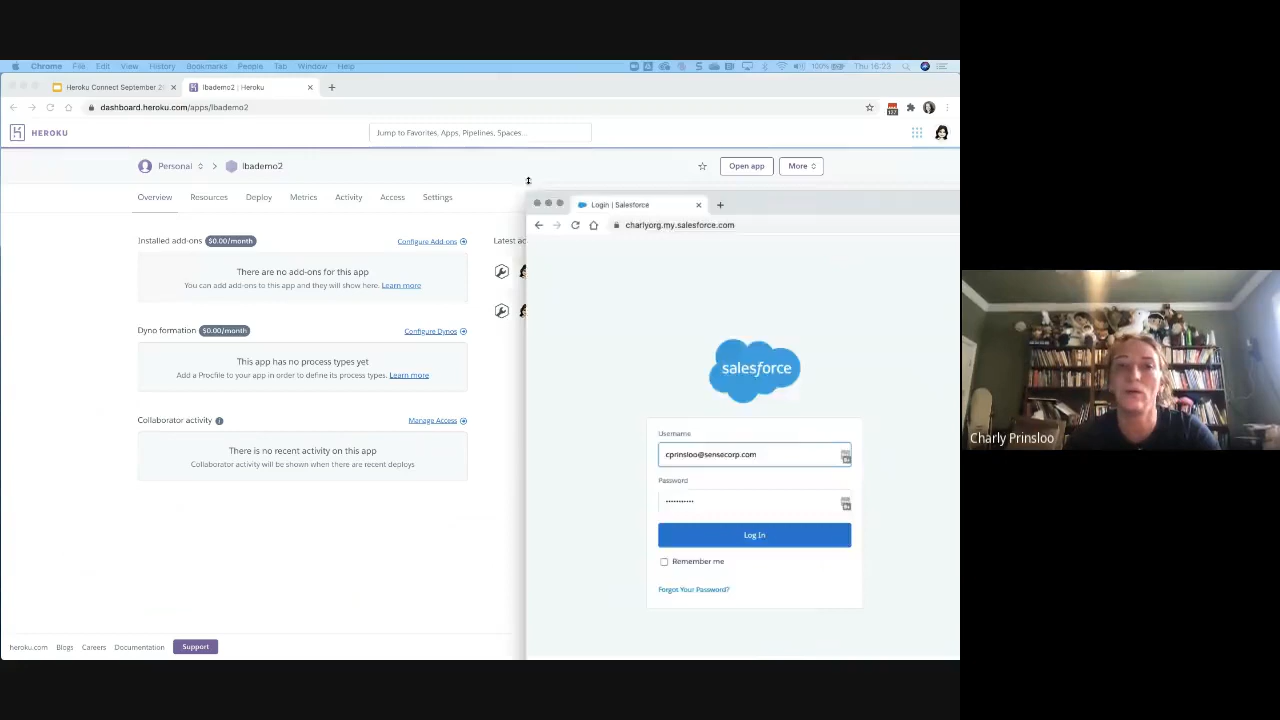 Chrome File Edit View History Bookmarks People Tab Window Help
100%
Thu 16:23
Heroku Connect September 2
lbademo2 | Heroku
dashboard.heroku.com/apps/lbademo2
HEROKU
Jump to Favorites, Apps, Pipelines, Spaces...
Personal
lbademo2
Open app
More
Overview Resources Deploy Metrics Activity Access Settings
Installed add-ons $0.00/month
Configure Add-ons
Latest ac
There are no add-ons for this app
You can add add-ons to this app and they will show here. Learn more
Dyno formation $0.00/month
Configure Dynos
This app has no process types yet
Add a Procfile to your app in order to define its process types. Learn more
Collaborator activity
Manage Access
There is no recent activity on this app
Collaborator activity will be shown when there are recent deploys
heroku.com Blogs Careers Documentation Support
Login | Salesforce
charlyorg.my.salesforce.com
salesforce
Username
cprinsloo@sensecorp.com
Password
Log In
Remember me
Forgot Your Password?
Charly Prinsloo